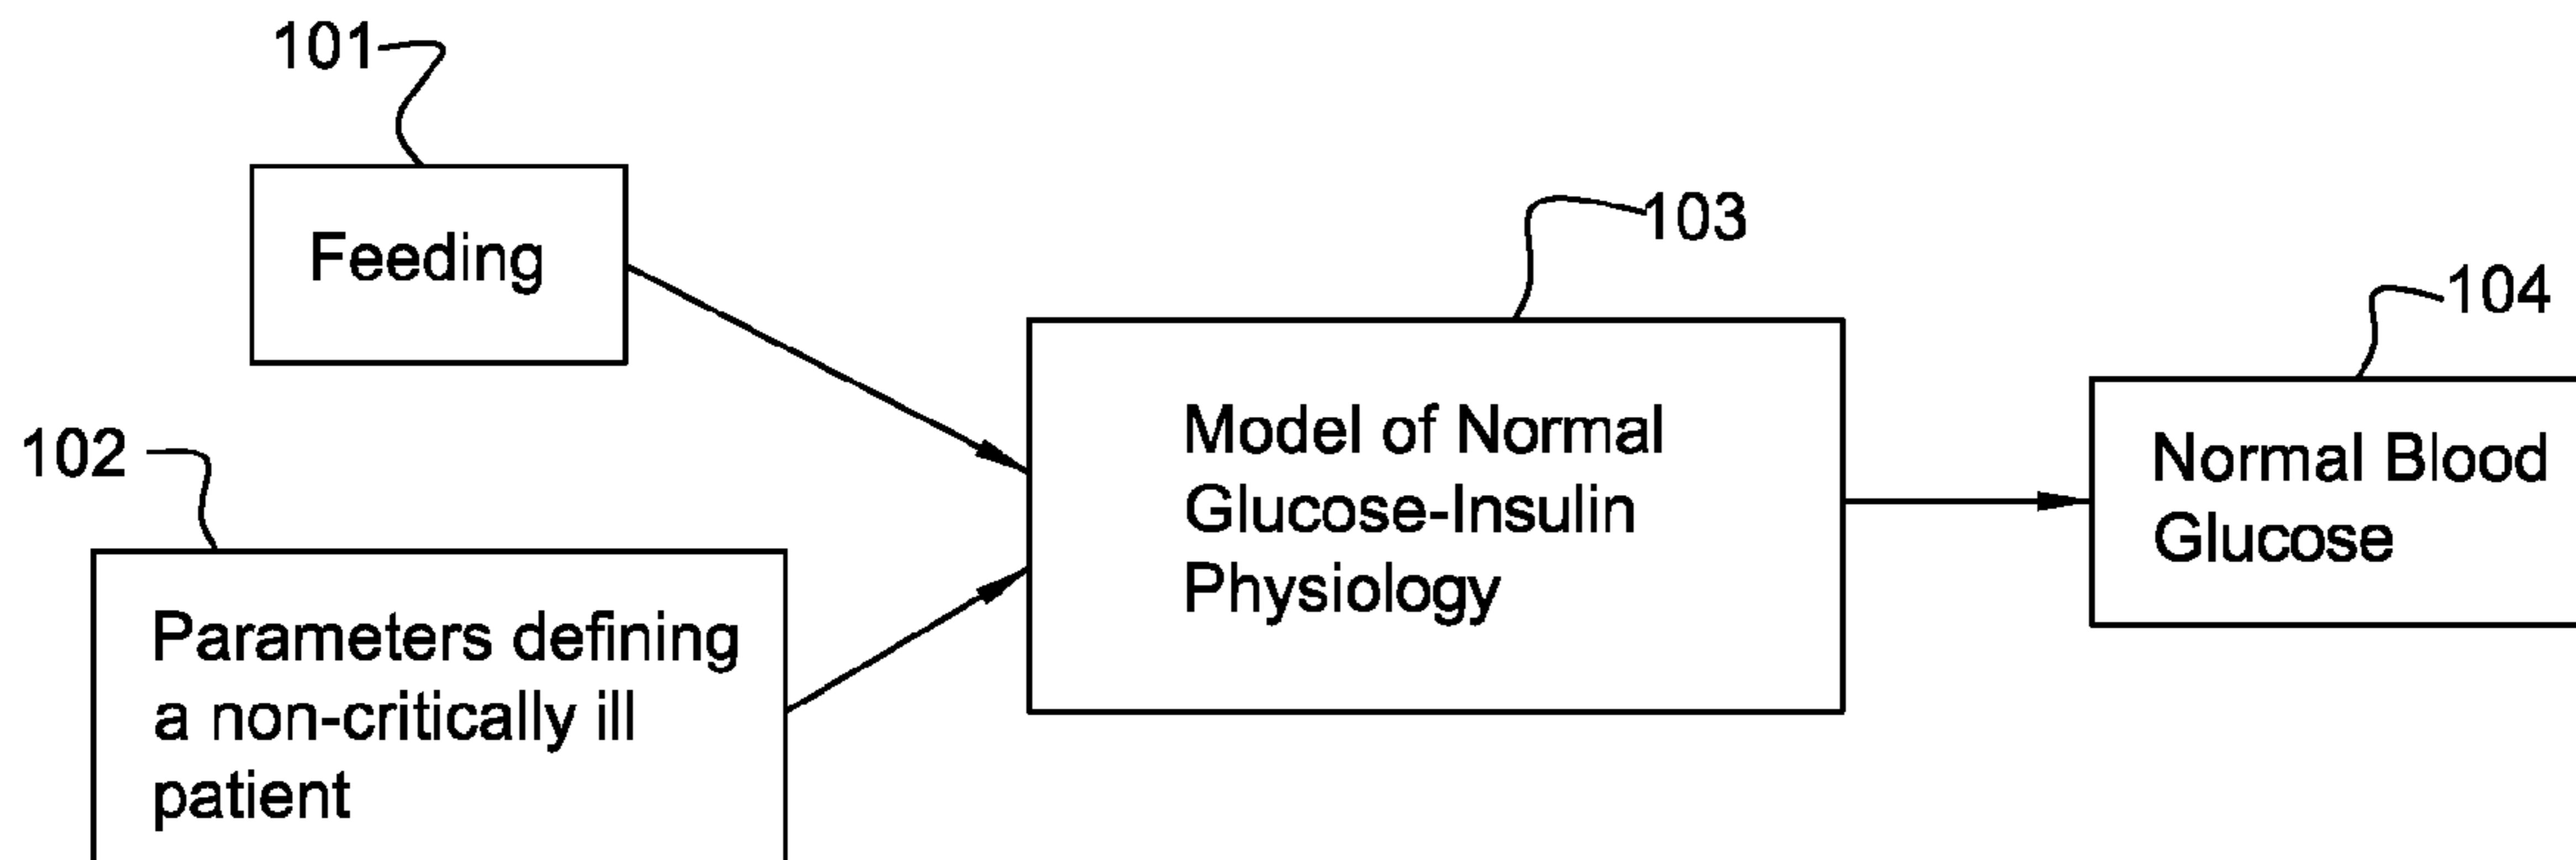 101
Feeding
102
Parameters defining
a non-critically ill
patient
103
Model of Normal
Glucose-Insulin
Physiology
104
Normal Blood
Glucose